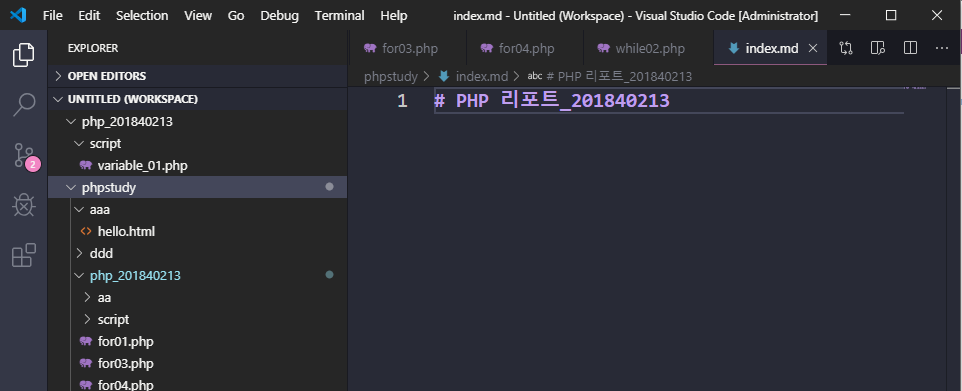 File Edit Selection View Go Debug Terminal Help index.md - Untitled (Workspace) - Visual Studio Code [Administrator]
EXPLORER
OPEN EDITORS
UNTITLED (WORKSPACE)
php_201840213
script
variable_01.php
phpstudy
aaa
hello.html
ddd
php_201840213
aa
script
for01.php
for03.php
for04.php
2
for03.php for04.php while02.php index.md
phpstudy > index.md > abc # PHP 리포트_201840213
1 # PHP 리포트_201840213